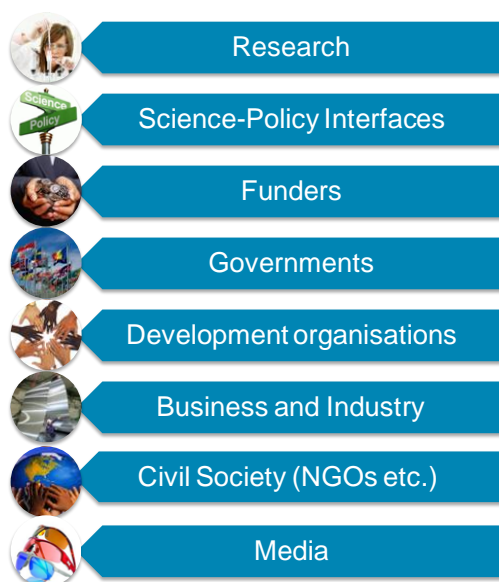 Research
Science
Policy
Science-Policy Interfaces
Funders
Governments
Development organisations
Business and Industry
Civil Society (NGOs etc.)
Media